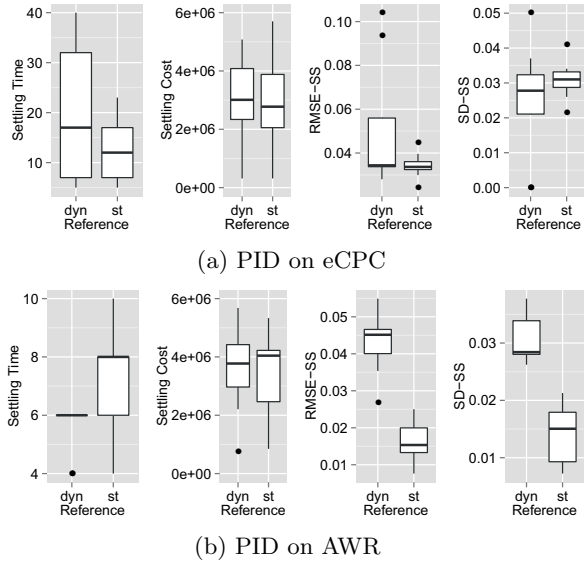 Settling Time
40
30
20
10
dyn st
Reference
Settling Cost
6e+06
4e+06
2e+06
0e+00
dyn st
Reference
RMSE−SS
0.10
0.08
0.06
0.04
dyn st
Reference
SD−SS
0.05
0.04
0.03
0.02
0.01
0.00
dyn st
Reference
(a) PID on eCPC
Settling Time
10
8
6
4
dyn st
Reference
Settling Cost
6e+06
4e+06
2e+06
0e+00
dyn st
Reference
RMSE−SS
0.05
0.04
0.03
0.02
0.01
dyn st
Reference
SD−SS
0.03
0.02
0.01
dyn st
Reference
(b) PID on AWR